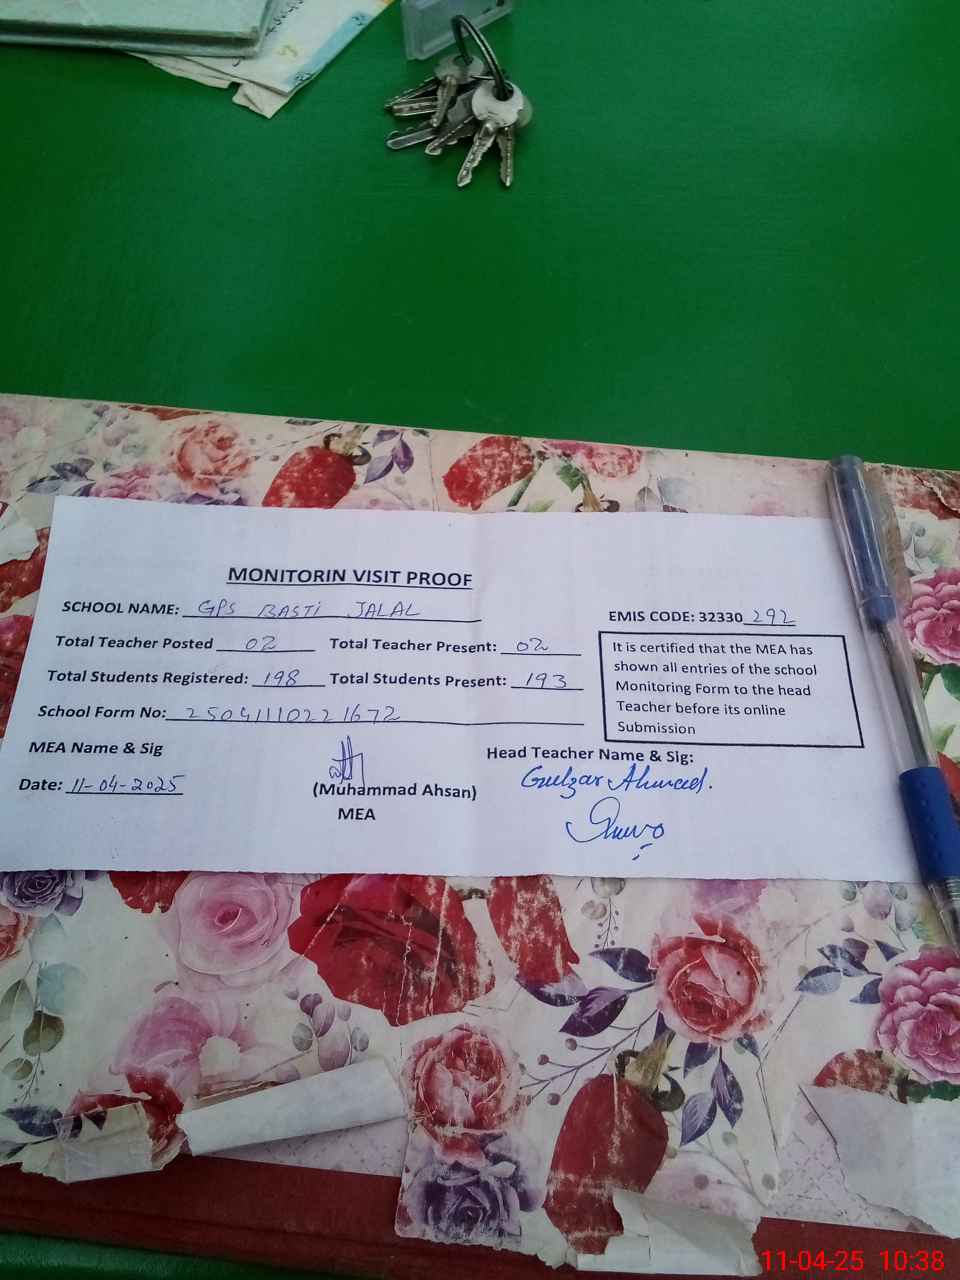 MONITORIN VISIT PROOF
SCHOOL NAME: GPS BASTI JALAL
EMIS CODE: 32330 292
Total Teacher Posted 02 Total Teacher Present: 02
Total Students Registered: 198 Total Students Present: 193
School Form No: 25041110221672
It is certified that the MEA has
shown all entries of the school
Monitoring Form to the head
Teacher before its online
Submission
MEA Name & Sig
Head Teacher Name & Sig:
Date: 11-04-2025
(Muhammad Ahsan)
MEA
Gulzar Ahmad.
11-04-25 10:38